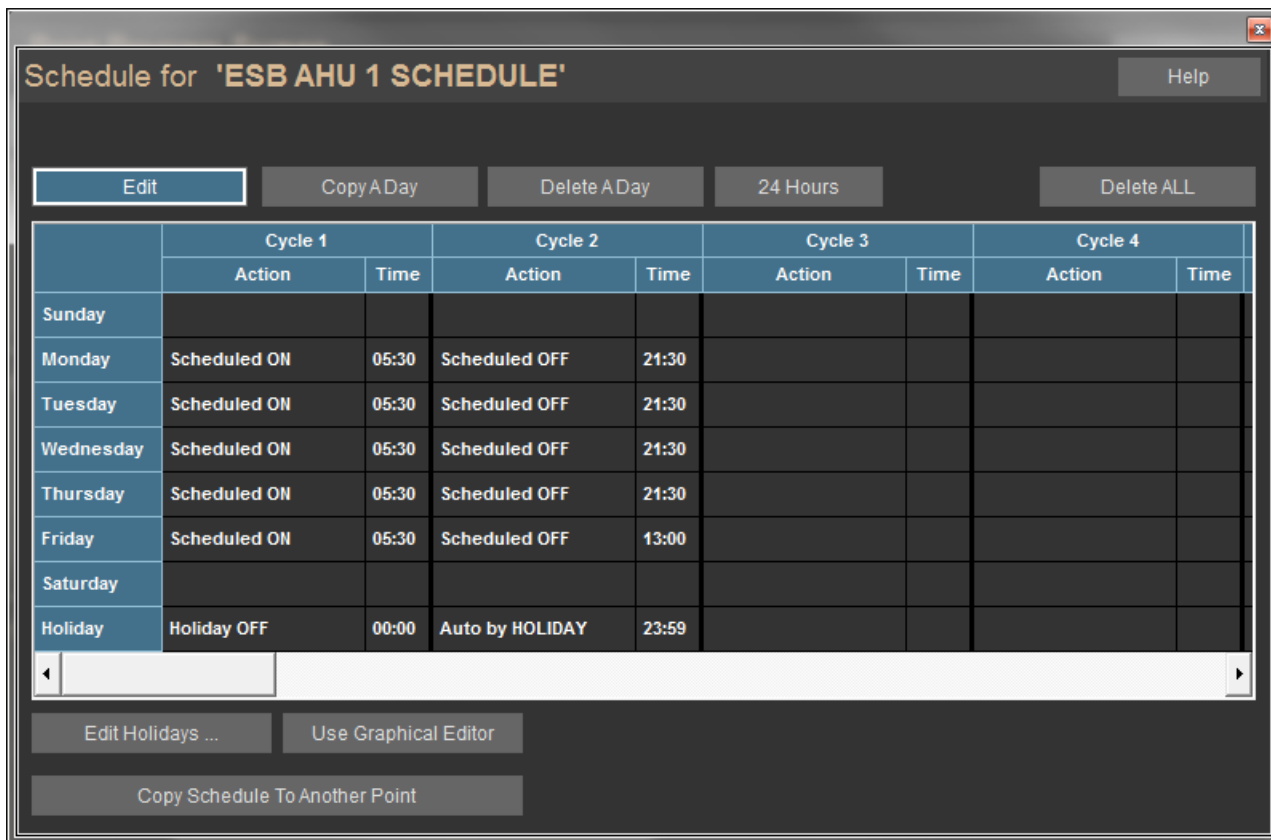 Schedule for 'ESB AHU 1 SCHEDULE'
Help
Edit
Copy A Day
Delete A Day
24 Hours
Delete ALL
Cycle 1 Cycle 2 Cycle 3 Cycle 4
Action Time Action Time Action Time Action Time
Sunday
Monday Scheduled ON 05:30 Scheduled OFF 21:30
Tuesday Scheduled ON 05:30 Scheduled OFF 21:30
Wednesday Scheduled ON 05:30 Scheduled OFF 21:30
Thursday Scheduled ON 05:30 Scheduled OFF 21:30
Friday Scheduled ON 05:30 Scheduled OFF 13:00
Saturday
Holiday Holiday OFF 00:00 Auto by HOLIDAY 23:59
Edit Holidays ...
Use Graphical Editor
Copy Schedule To Another Point